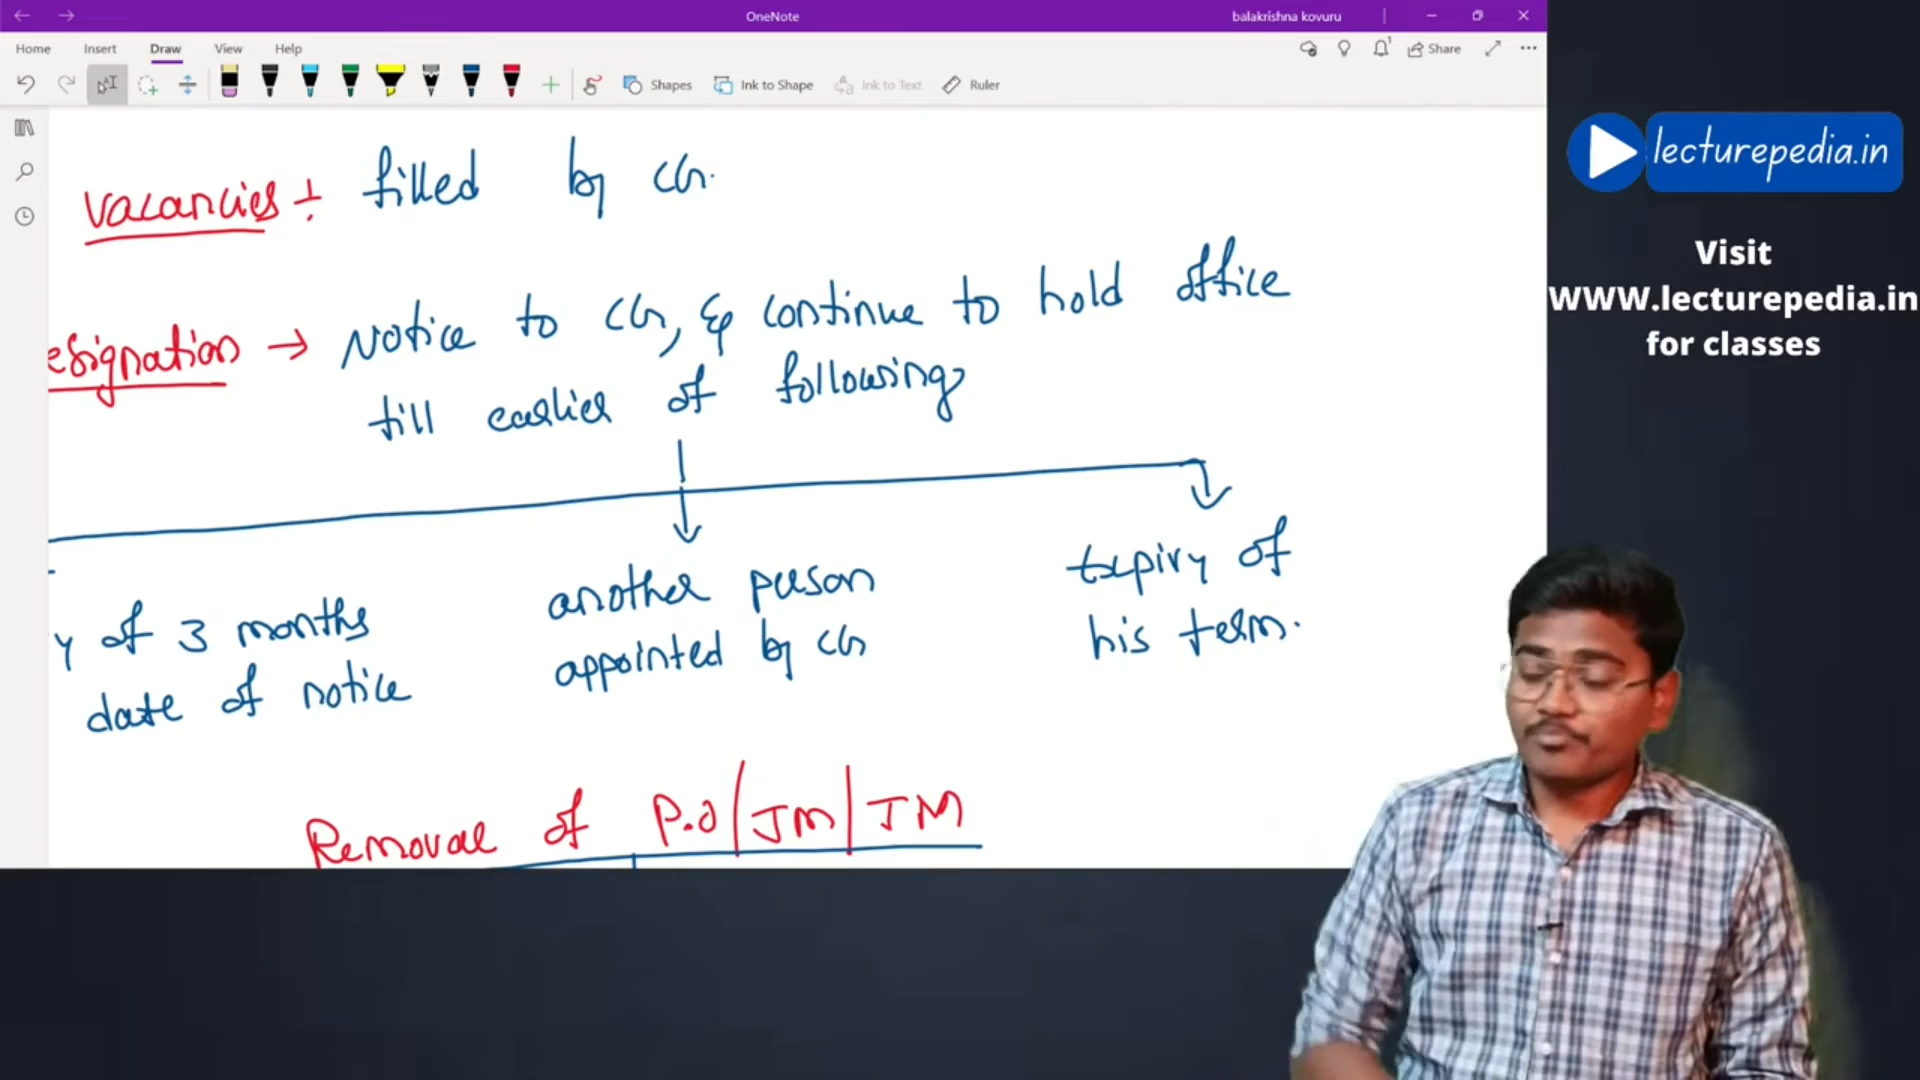 OneNote
balakrishna kovuru
Home Insert Draw View Help
Share
Shapes Ink to Shape Ink to Text Ruler
vacancies : filled by CG.
esignation → Notice to CG, & continue to hold office
till earlier of following
y of 3 months
date of notice
another person
appointed by CG
Expiry of
his term.
Removal of P.O/JM/TM
lecturepedia.in
Visit
WWW.lecturepedia.in
for classes